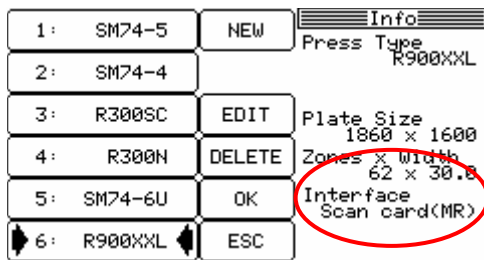 1: SM74-5
2: SM74-4
3: R300SC
4: R300N
5: SM74-6U
6: R900XXL
NEW
EDIT
DELETE
OK
ESC
Info
Press Type
R900XXL
Plate Size
1860 x 1600
Zones x Width
62 x 30.0
Interface
Scan card(MR)